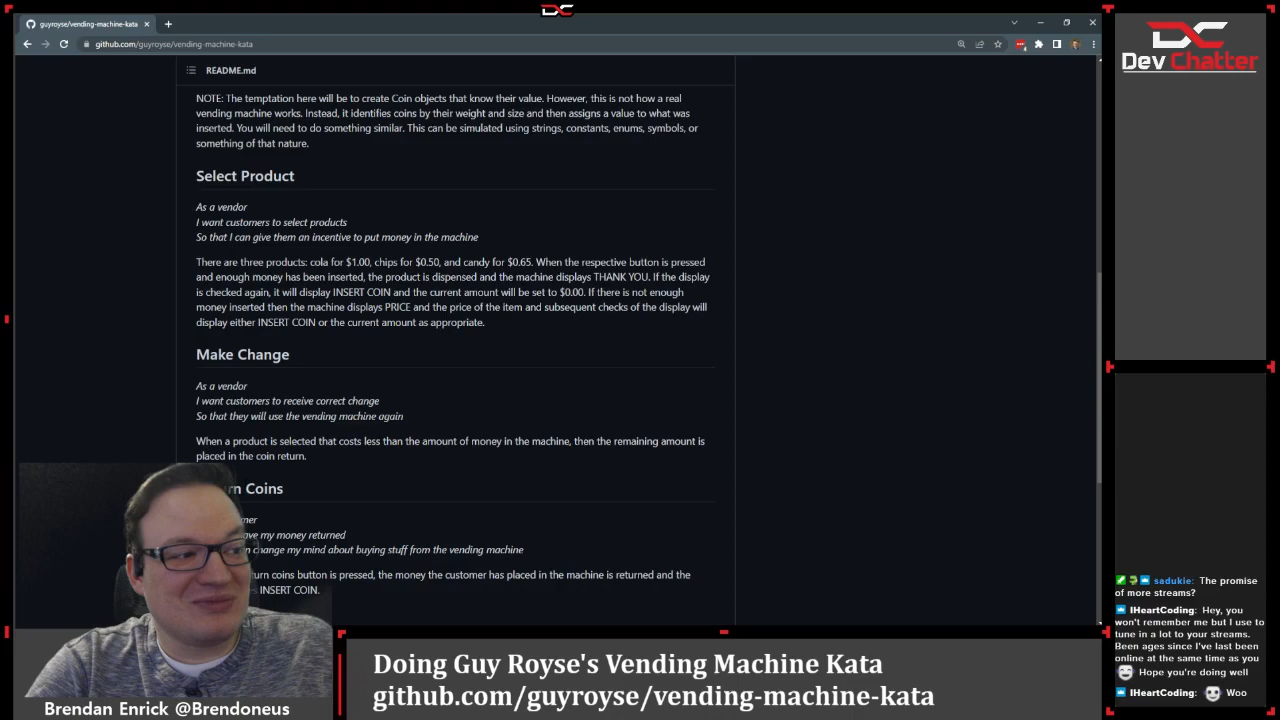 guyroyse/vending-machine-kata
github.com/guyroyse/vending-machine-kata
README.md
NOTE: The temptation here will be to create Coin objects that know their value. However, this is not how a real
vending machine works. Instead, it identifies coins by their weight and size and then assigns a value to what was
inserted. You will need to do something similar. This can be simulated using strings, constants, enums, symbols, or
something of that nature.
Select Product
As a vendor
I want customers to select products
So that I can give them an incentive to put money in the machine
There are three products: cola for $1.00, chips for $0.50, and candy for $0.65. When the respective button is pressed
and enough money has been inserted, the product is dispensed and the machine displays THANK YOU. If the display
is checked again, it will display INSERT COIN and the current amount will be set to $0.00. If there is not enough
money inserted then the machine displays PRICE and the price of the item and subsequent checks of the display will
display either INSERT COIN or the current amount as appropriate.
Make Change
As a vendor
I want customers to receive correct change
So that they will use the vending machine again
When a product is selected that costs less than the amount of money in the machine, then the remaining amount is
placed in the coin return.
Coins
my money returned
change my mind about buying stuff from the vending machine
coins button is pressed, the money the customer has placed in the machine is returned and the
INSERT COIN.
DC
Dev Chatter
sadukie: The promise
of more streams?
IHeartCoding: Hey, you
won't remember me but I use to
tune in a lot to your streams.
Been ages since I've last been
online at the same time as you
Hope you're doing well
IHeartCoding: Woo
Doing Guy Royse's Vending Machine Kata
github.com/guyroyse/vending-machine-kata
Brendan Enrick @Brendoneus